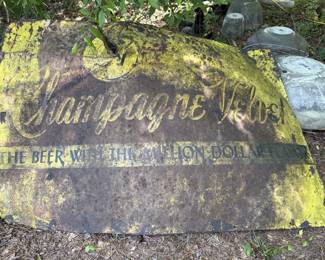 Champagne Velvet
THE BEER WITH THE MILLION DOLLAR